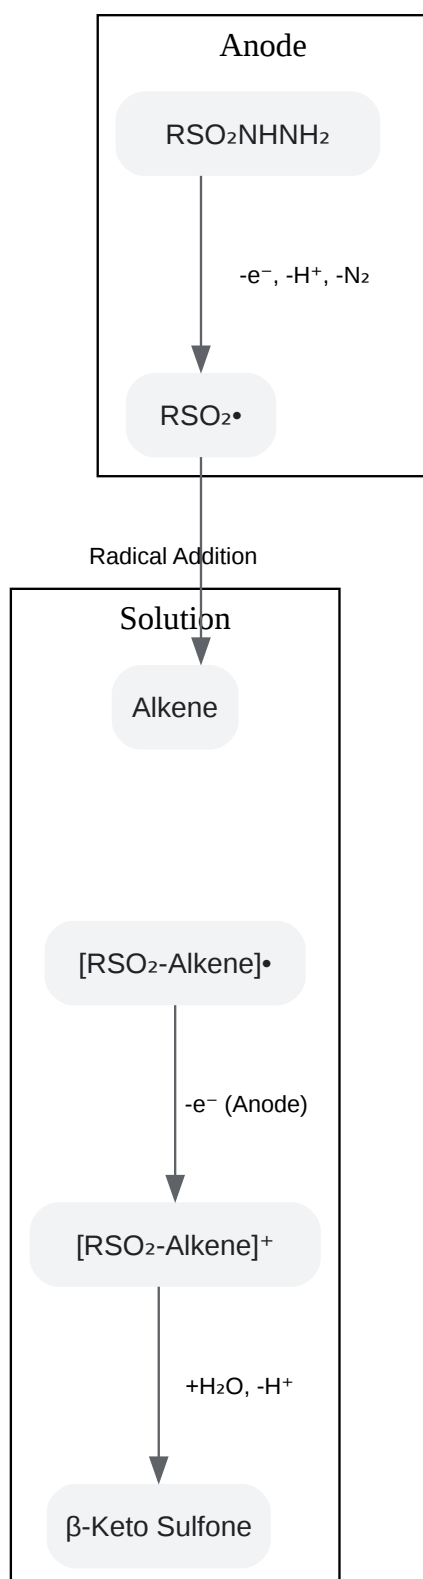 Anode
RSO₂NHNH₂
-e⁻, -H⁺, -N₂
RSO₂•
Radical Addition
Solution
Alkene
[RSO₂-Alkene]•
-e⁻ (Anode)
[RSO₂-Alkene]⁺
+H₂O, -H⁺
β-Keto Sulfone